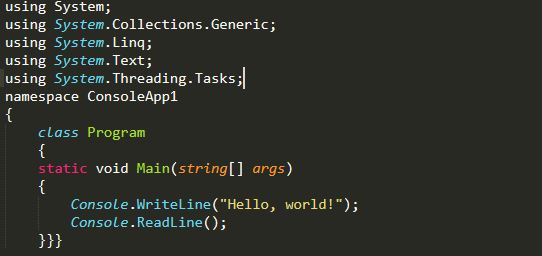 using System;
using System.Collections.Generic;
using System.Linq;
using System.Text;
using System.Threading.Tasks;
namespace ConsoleApp1
{
    class Program
    {
    static void Main(string[] args)
    {
        Console.WriteLine("Hello, world!");
        Console.ReadLine();
    }}}